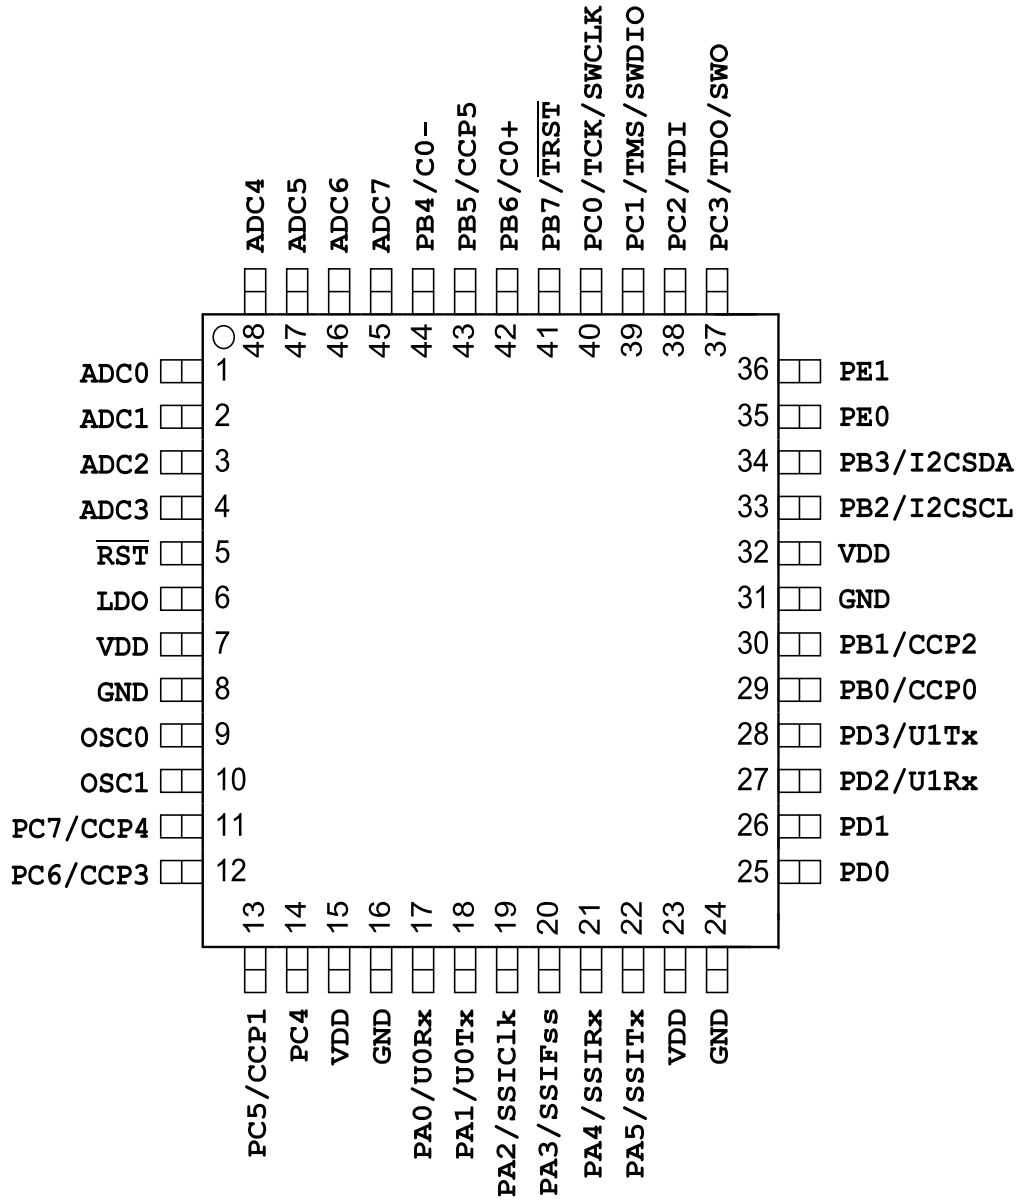 ADC4
ADC5
ADC6
ADC7
PB4/C0-
PB5/CCP5
PB6/C0+
PB7/TRST
PC0/TCK/SWCLK
PC1/TMS/SWDIO
PC2/TDI
PC3/TDO/SWO
48
47
46
45
44
43
42
41
40
39
38
37
ADC0 1
ADC1 2
ADC2 3
ADC3 4
RST 5
LDO 6
VDD 7
GND 8
OSC0 9
OSC1 10
PC7/CCP4 11
PC6/CCP3 12
36 PE1
35 PE0
34 PB3/I2CSDA
33 PB2/I2CSCL
32 VDD
31 GND
30 PB1/CCP2
29 PB0/CCP0
28 PD3/U1Tx
27 PD2/U1Rx
26 PD1
25 PD0
13
14
15
16
17
18
19
20
21
22
23
24
PC5/CCP1
PC4
VDD
GND
PA0/U0Rx
PA1/U0Tx
PA2/SSIClk
PA3/SSIFss
PA4/SSIRx
PA5/SSITx
VDD
GND